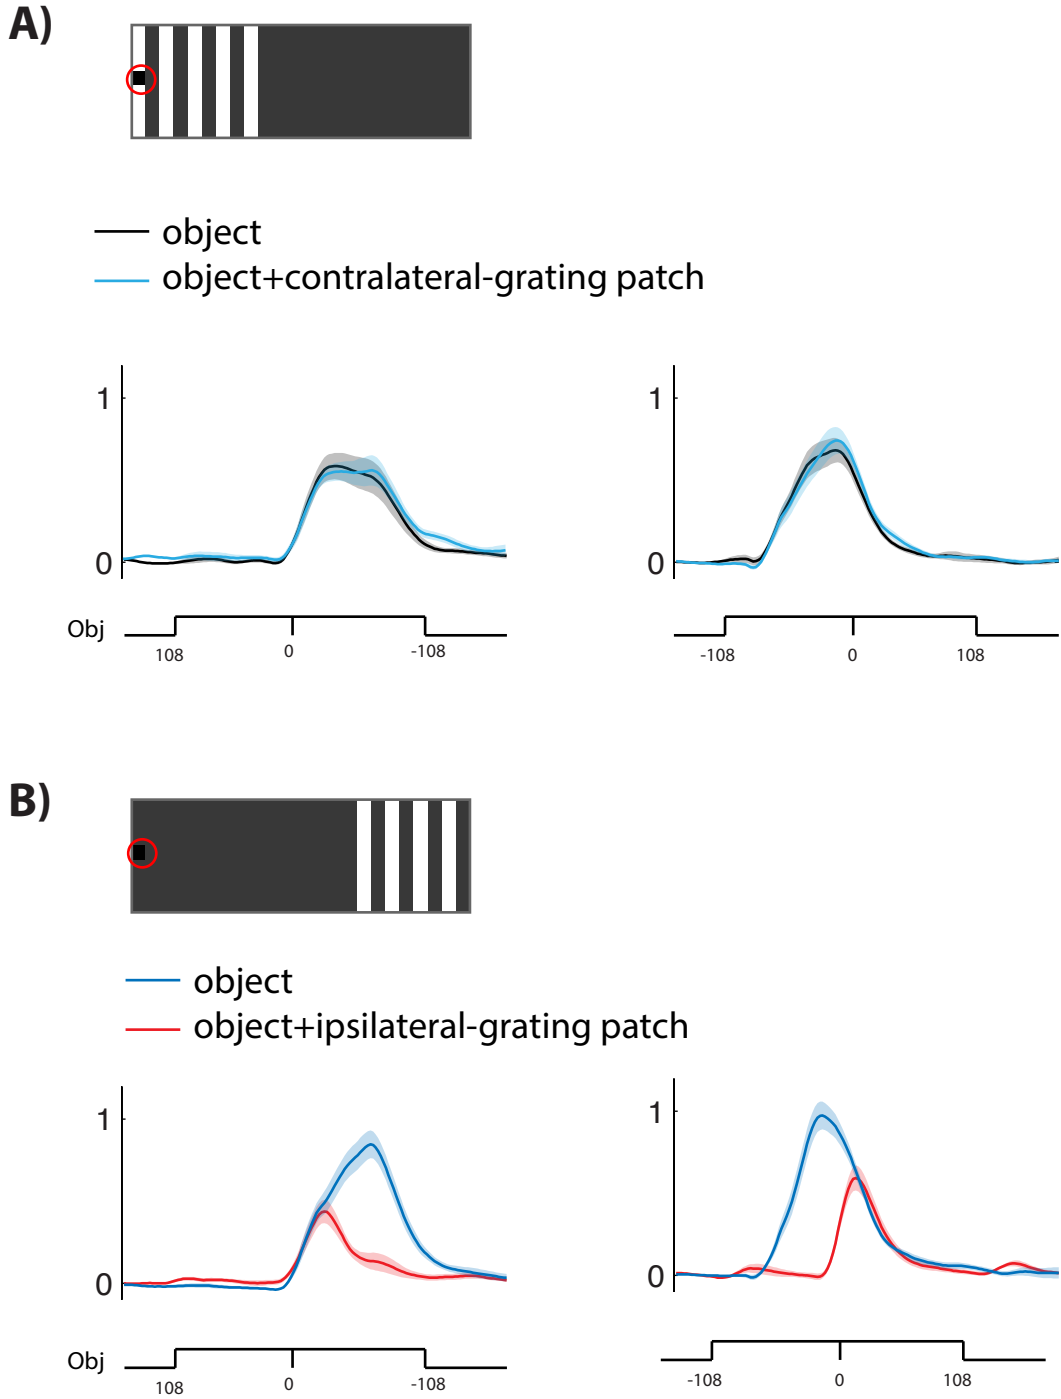 A)
object
object+contralateral-grating patch
1
0
1
0
Obj
108 0 -108
-108 0 108
B)
object
object+ipsilateral-grating patch
1
0
1
0
Obj
108 0 -108
-108 0 108